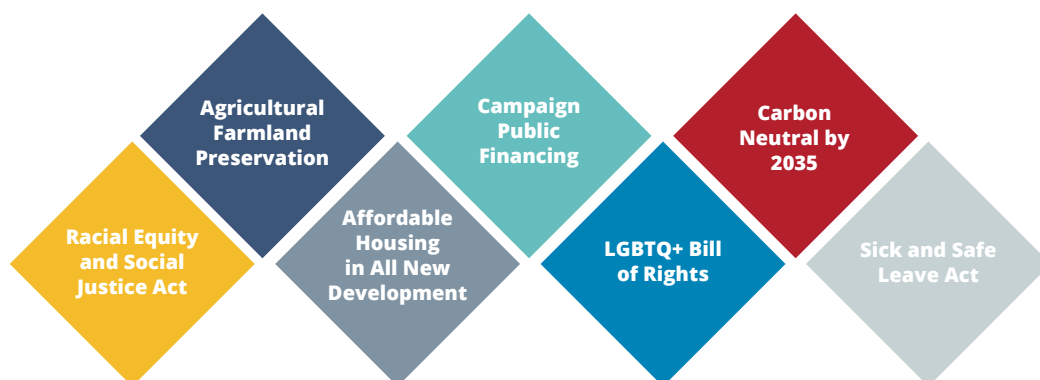 Agricultural
Farmland
Preservation
Campaign
Public
Financing
Carbon
Neutral by
2035
Racial Equity
and Social
Justice Act
Affordable
Housing
in All New
Development
LGBTQ+ Bill
of Rights
Sick and Safe
Leave Act